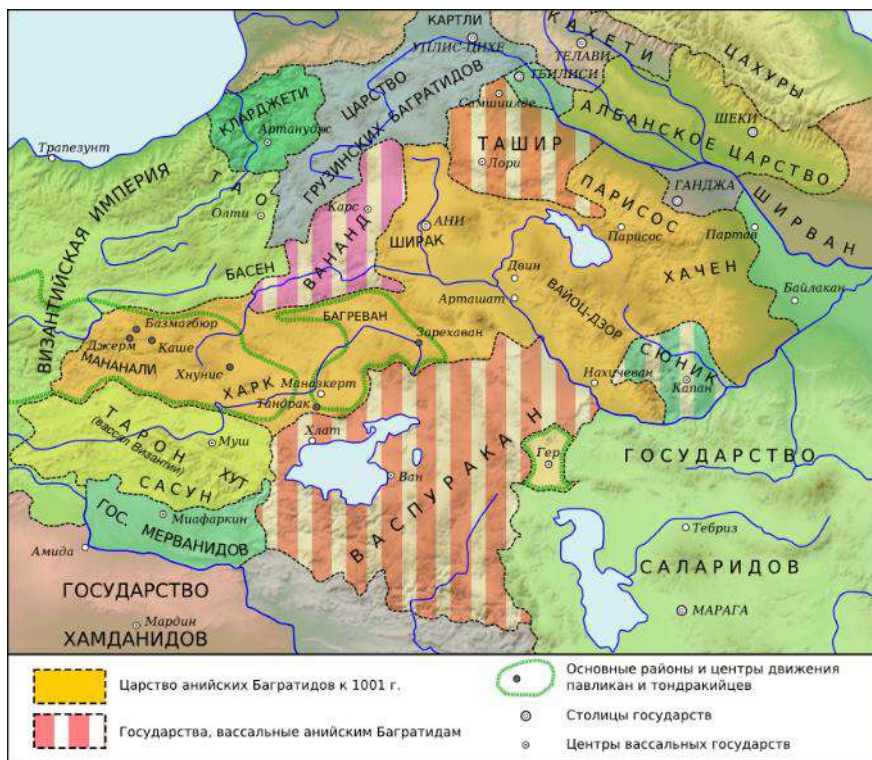 КАРТЛИ
УПЛИС-ЦИХЕ
КАХЕТИ
ТЕЛАВИ
ЦАХУРЫ
ТБИЛИСИ
ЦАРСТВО
ГРУЗИНСКИХ БАГРАТИДОВ
КЛАРДЖЕТИ
Артанудж
Самшвилде
ШЕКИ
АЛБАНСКОЕ ЦАРСТВО
Трапезунт
ТАШИР
Лори
ТАО
Олти
Карс
ВАНАНД
АНИ
ШИРАК
ПАРИСОС
Парисос
ГАНДЖА
ШИРВАН
Партав
ВИЗАНТИЙСКАЯ ИМПЕРИЯ
БАСЕН
Двин
ХАЧЕН
Арташат
ВАЙОЦ-ДЗОР
Байлакан
БАГРЕВАН
Базмагбюр
Джерм
Каше
Зарехаван
МАНАНАЛИ
Хнунис
ХАРК
Маназкерт
Тандрак
Нахичеван
СЮНИК
Капан
ТАРОН
(вассал Византии)
Муш
ХУТ
САСУН
Хлат
Ван
ВАСПУРАКАН
Гер
ГОСУДАРСТВО
Тебриз
САЛАРИДОВ
МАРАГА
ГОС. МЕРВАНИДОВ
Миафаркин
Амида
ГОСУДАРСТВО
Мардин
ХАМДАНИДОВ
Царство анийских Багратидов к 1001 г.
Государства, вассальные анийским Багратидам
Основные районы и центры движения
павликан и тондракийцев
Столицы государств
Центры вассальных государств